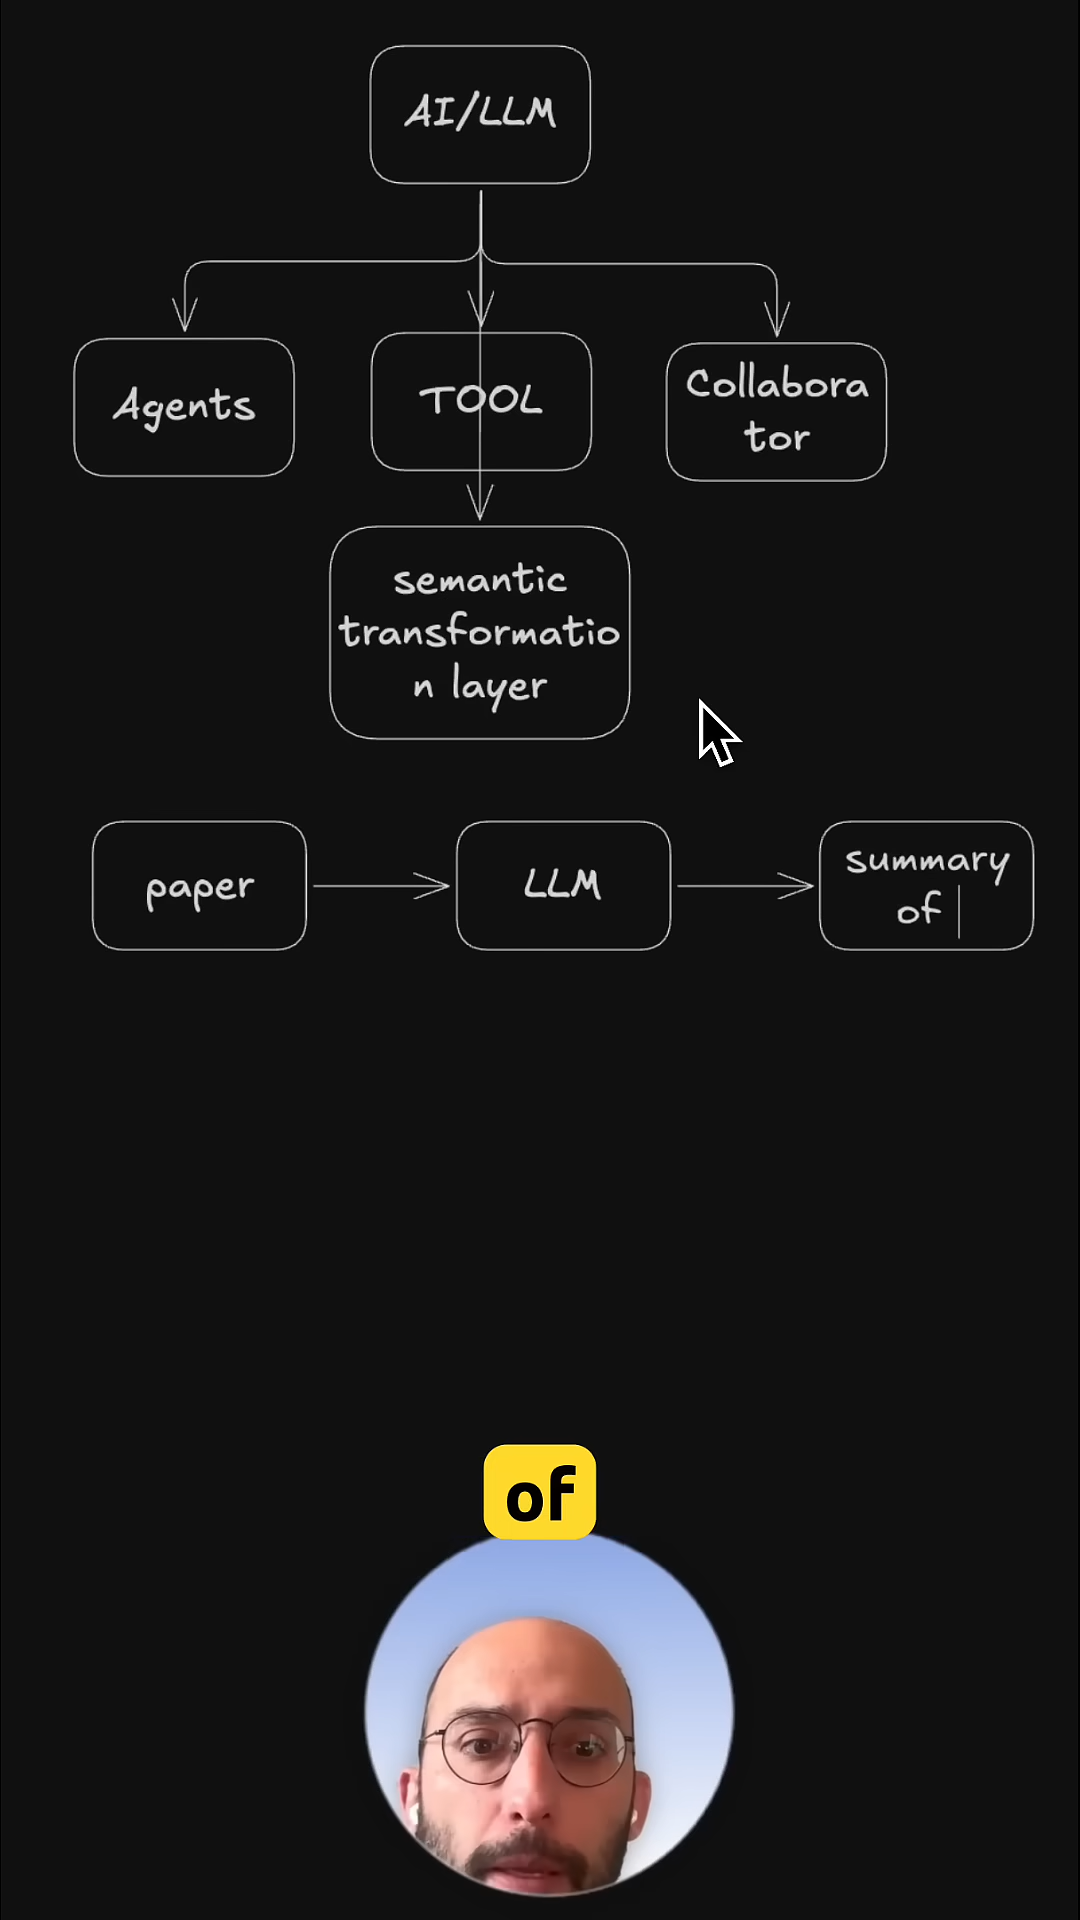 AI/LLM
Agents
TOOL
Collabora
tor
semantic
transformatio
n layer
paper
LLM
summary
of
of